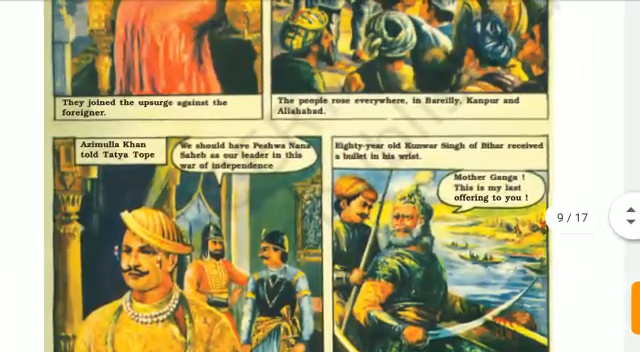 They joined the upsurge against the
foreigner.
The people rose everywhere, in Bareilly, Kanpur and
Allahabad.
Azimulla Khan
told Tatya Tope
We should have Peshwa Nana
Saheb as our leader in this
war of independence
Eighty-year old Kunwar Singh of Bihar received
a bullet in his wrist.
Mother Ganga !
This is my last
offering to you !
9 / 17